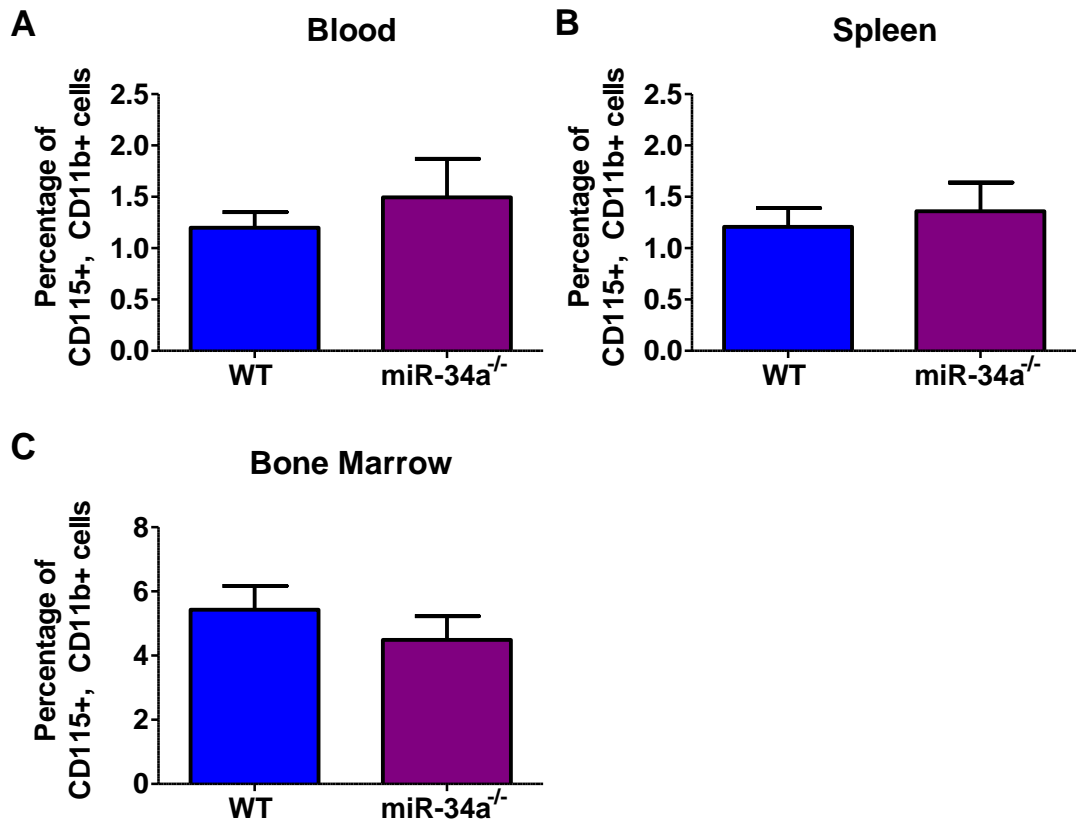 A
Blood
Percentage of
CD115+, CD11b+ cells
2.5
2.0
1.5
1.0
0.5
0.0
WT
miR-34a-/-
B
Spleen
Percentage of
CD115+, CD11b+ cells
2.5
2.0
1.5
1.0
0.5
0.0
WT
miR-34a-/-
C
Bone Marrow
Percentage of
CD115+, CD11b+ cells
8
6
4
2
0
WT
miR-34a-/-